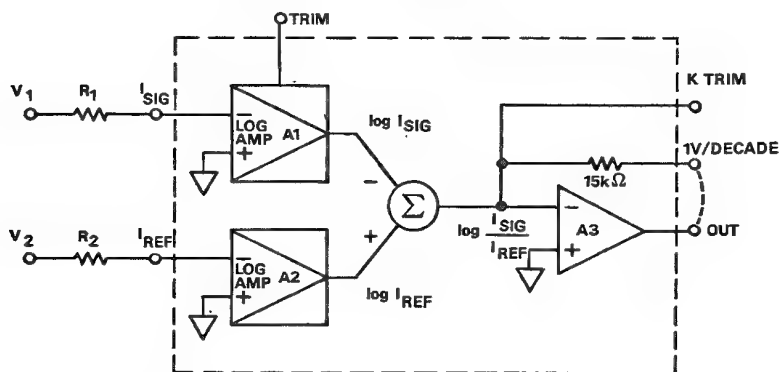 TRIM
V1
R1
ISIG
−
LOG
AMP
+
A1
log ISIG
K TRIM
1V/DECADE
15kΩ
−
Σ
+
log ISIG
IREF
−
A3
+
OUT
V2
R2
IREF
−
LOG
AMP
+
A2
log IREF